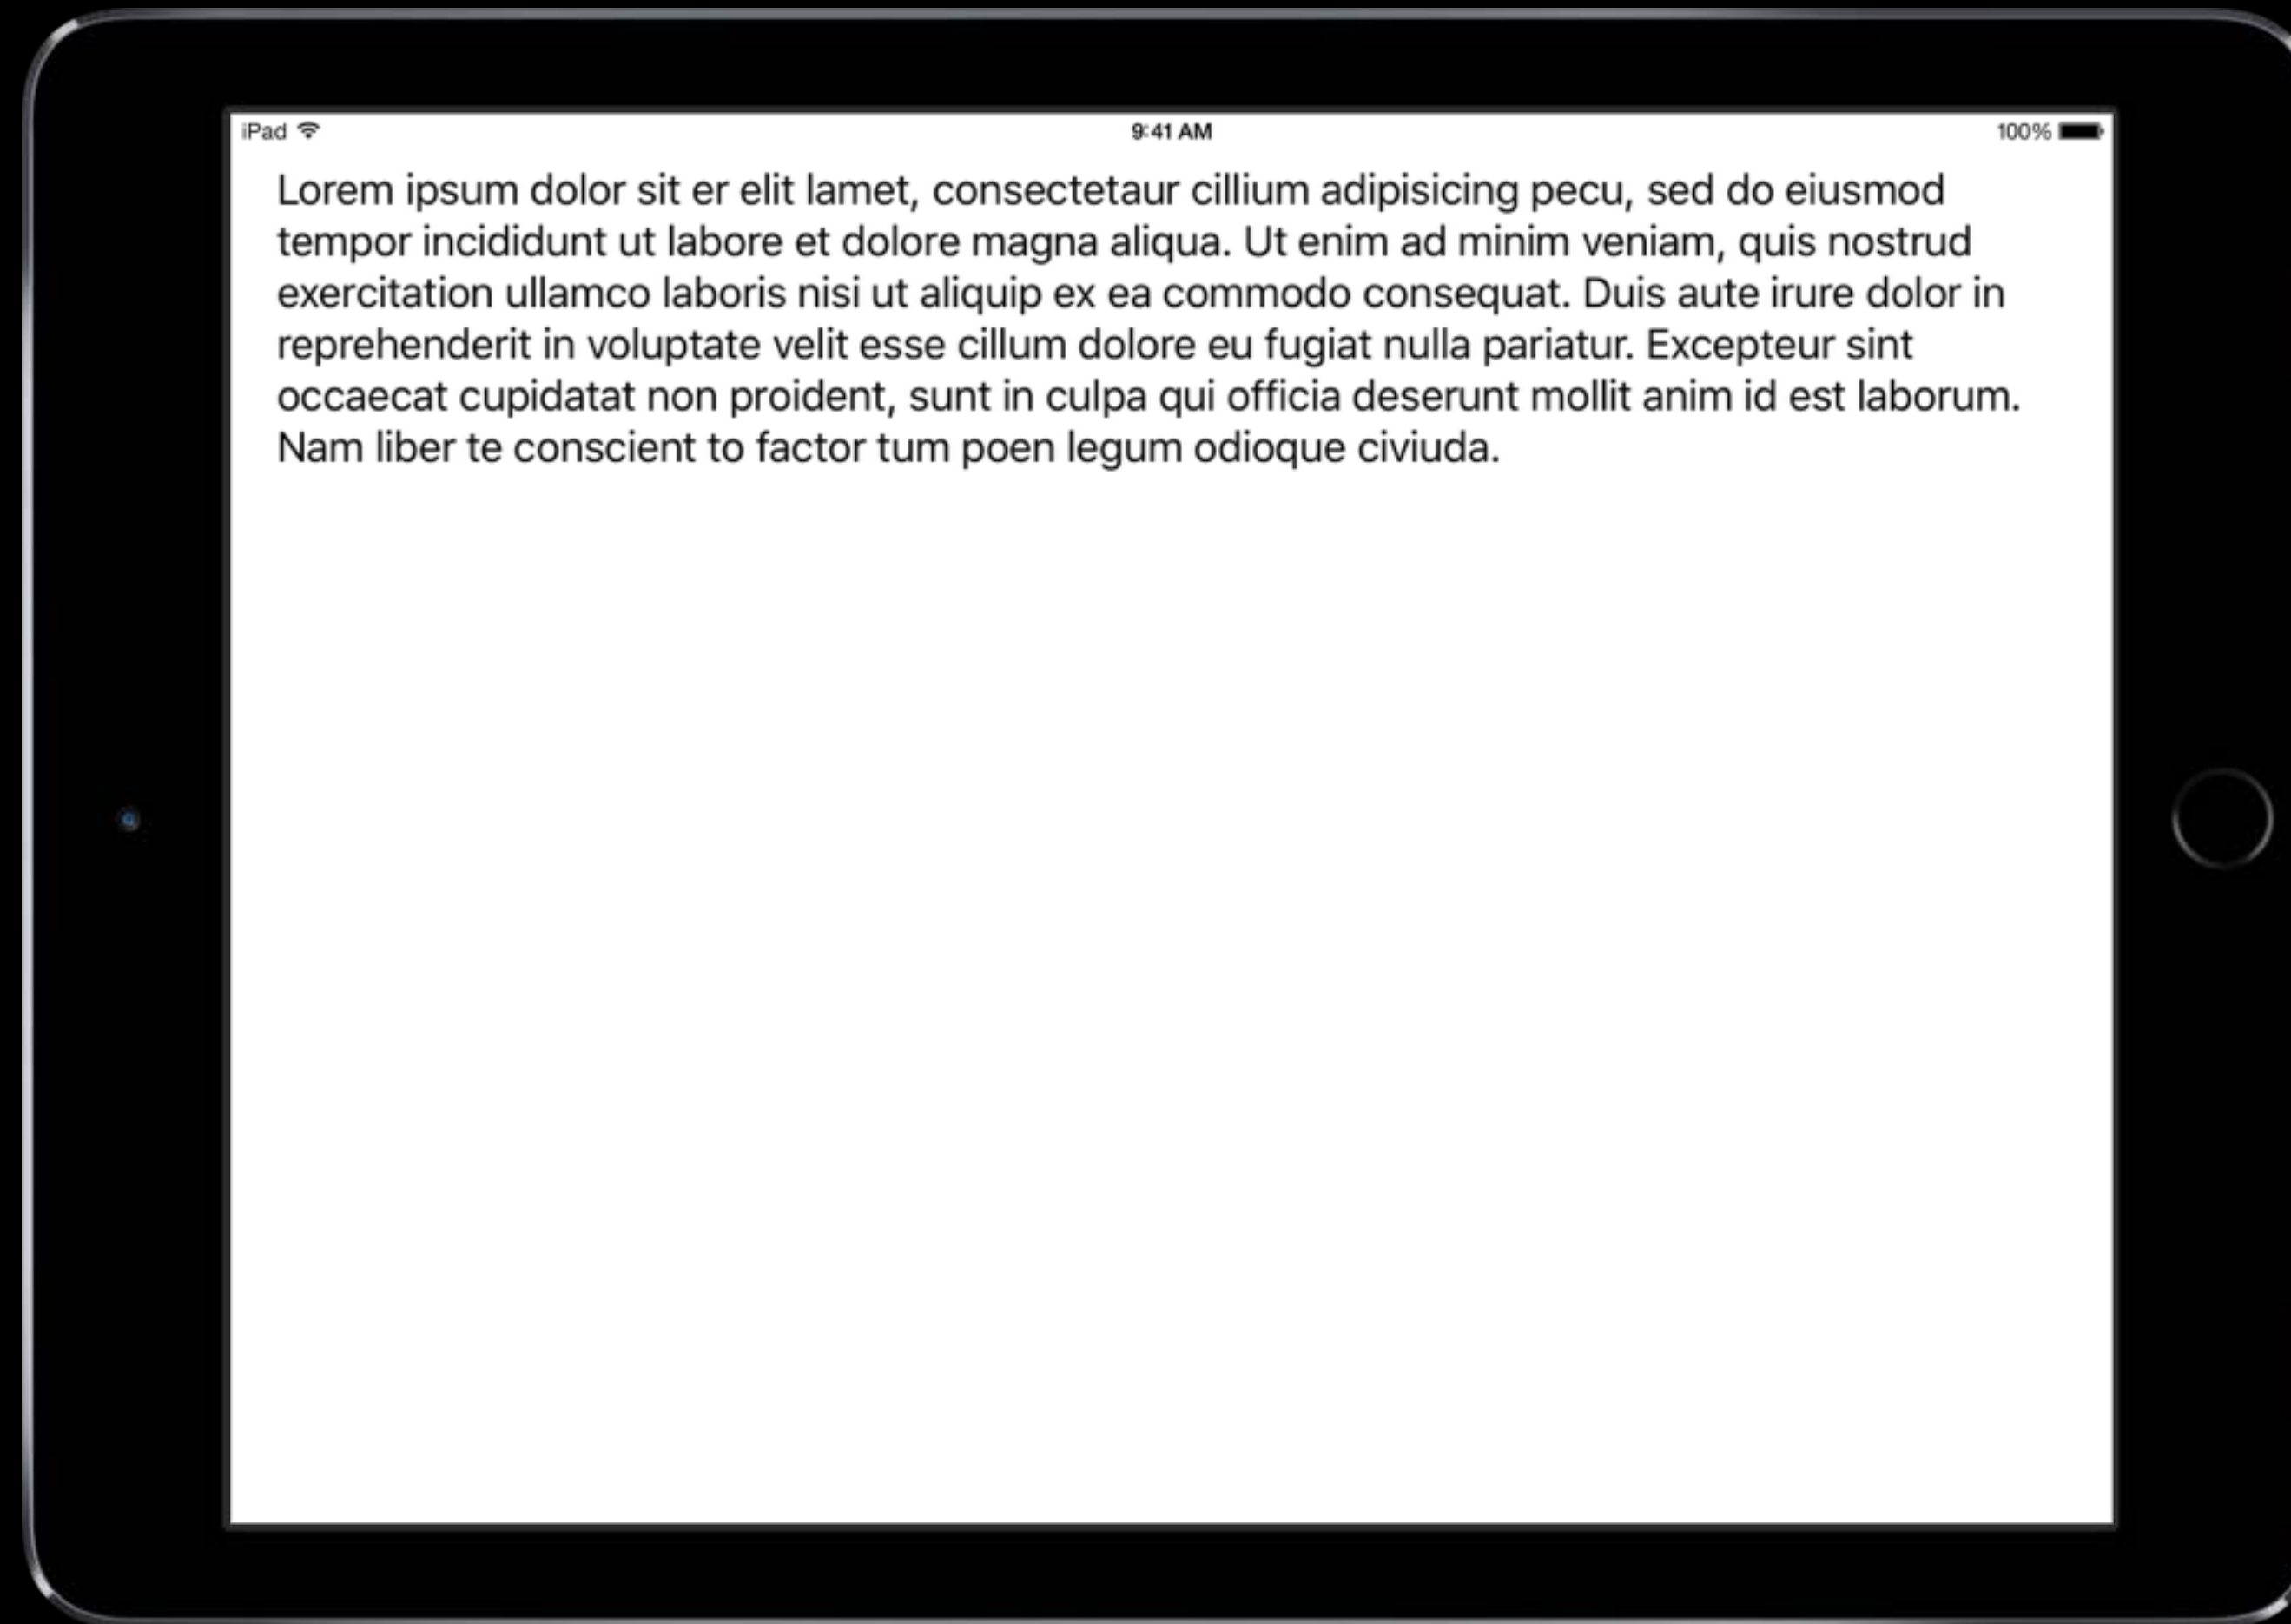 iPad 9:41 AM 100%
Lorem ipsum dolor sit er elit lamet, consectetaur cillium adipisicing pecu, sed do eiusmod
tempor incididunt ut labore et dolore magna aliqua. Ut enim ad minim veniam, quis nostrud
exercitation ullamco laboris nisi ut aliquip ex ea commodo consequat. Duis aute irure dolor in
reprehenderit in voluptate velit esse cillum dolore eu fugiat nulla pariatur. Excepteur sint
occaecat cupidatat non proident, sunt in culpa qui officia deserunt mollit anim id est laborum.
Nam liber te conscient to factor tum poen legum odioque civiuda.